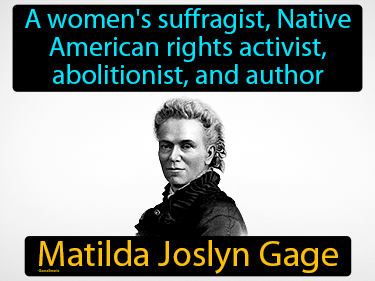 A women's suffragist, Native
American rights activist,
abolitionist, and author
Matilda Joslyn Gage